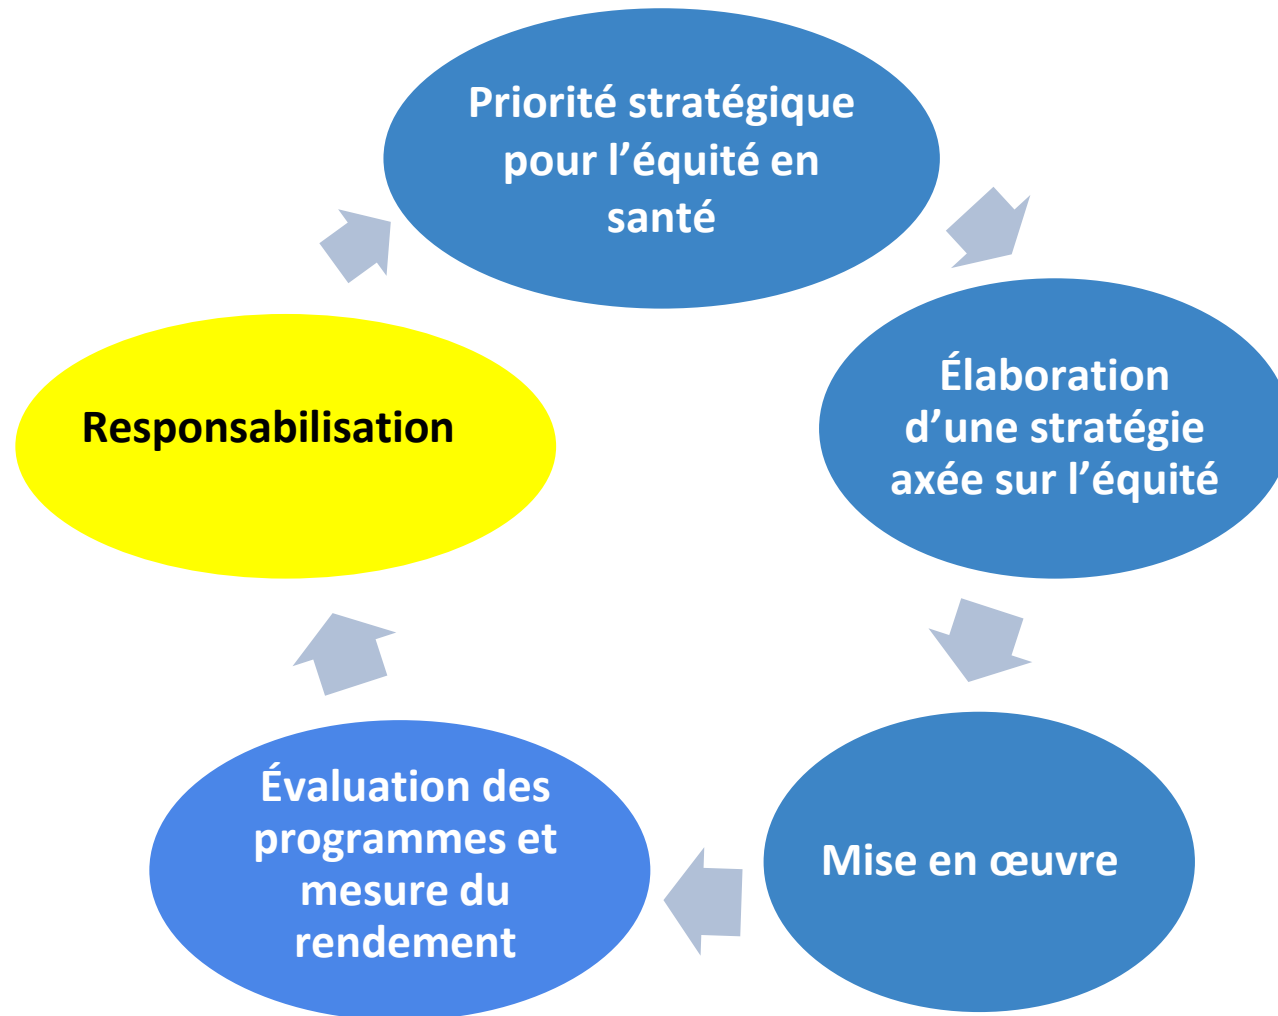 Priorité stratégique
pour l’équité en
santé
Élaboration
d’une stratégie
axée sur l’équité
Mise en œuvre
Évaluation des
programmes et
mesure du
rendement
Responsabilisation